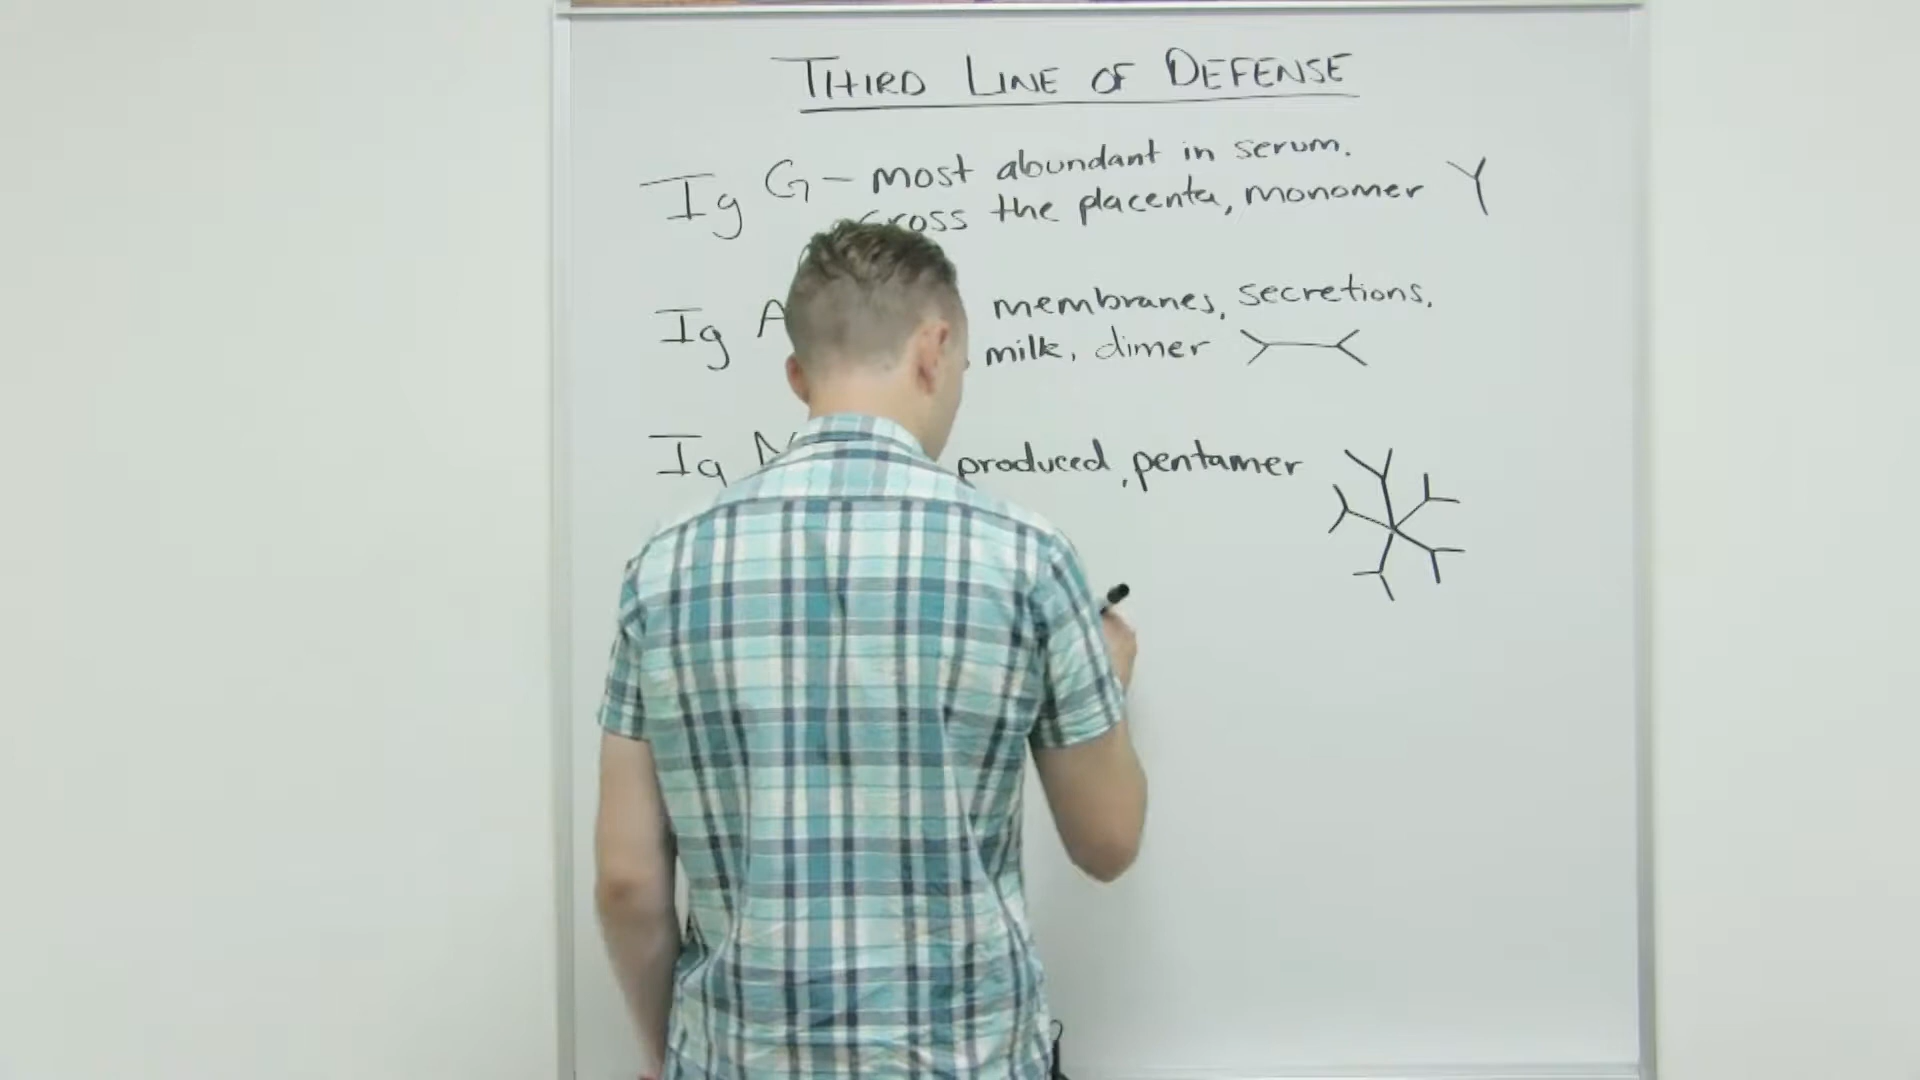 THIRD LINE OF DEFENSE
Ig G - most abundant in serum.
cross the placenta, monomer
Ig A membranes, secretions,
milk, dimer
Ig produced, pentamer